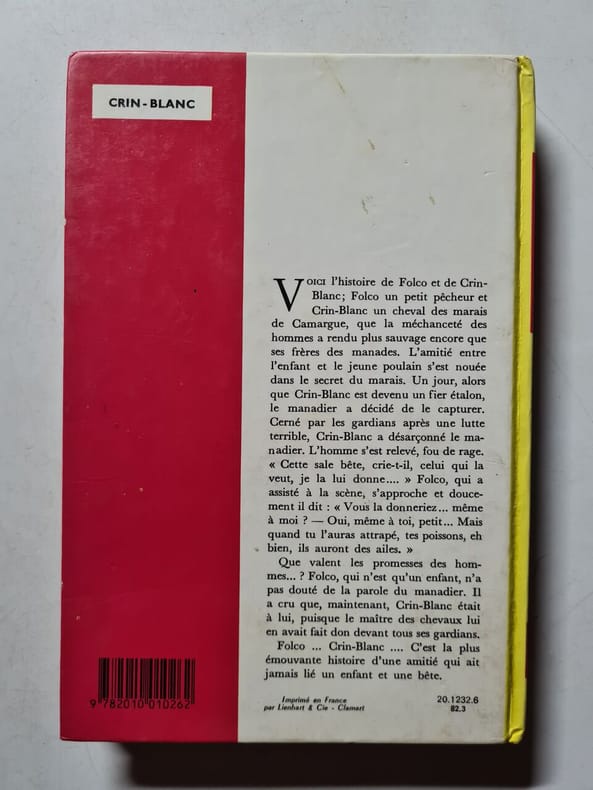 CRIN-BLANC
VOICI l'histoire de Folco et de Crin-
Blanc; Folco un petit pêcheur et
Crin-Blanc un cheval des marais
de Camargue, que la méchanceté des
hommes a rendu plus sauvage encore que
ses frères des manades. L'amitié entre
l'enfant et le jeune poulain s'est nouée
dans le secret du marais. Un jour, alors
que Crin-Blanc est devenu un fier étalon,
le manadier a décidé de le capturer.
Cerné par les gardians après une lutte
terrible, Crin-Blanc a désarçonné le ma-
nadier. L'homme s'est relevé, fou de rage.
« Cette sale bête, crie-t-il, celui qui la
veut, je la lui donne.... » Folco, qui a
assisté à la scène, s'approche et douce-
ment il dit : « Vous la donneriez... même
à moi ? — Oui, même à toi, petit... Mais
quand tu l'auras attrapé, tes poissons, eh
bien, ils auront des ailes. »
Que valent les promesses des hom-
mes... ? Folco, qui n'est qu'un enfant, n'a
pas douté de la parole du manadier. Il
a cru que, maintenant, Crin-Blanc était
à lui, puisque le maître des chevaux lui
en avait fait don devant tous ses gardians.
Folco ... Crin-Blanc .... C'est la plus
émouvante histoire d'une amitié qui ait
jamais lié un enfant et une bête.
Imprimé en France
par Lienhart & Cie - Clamart
20.1232.6
82.3
9 782010 010262